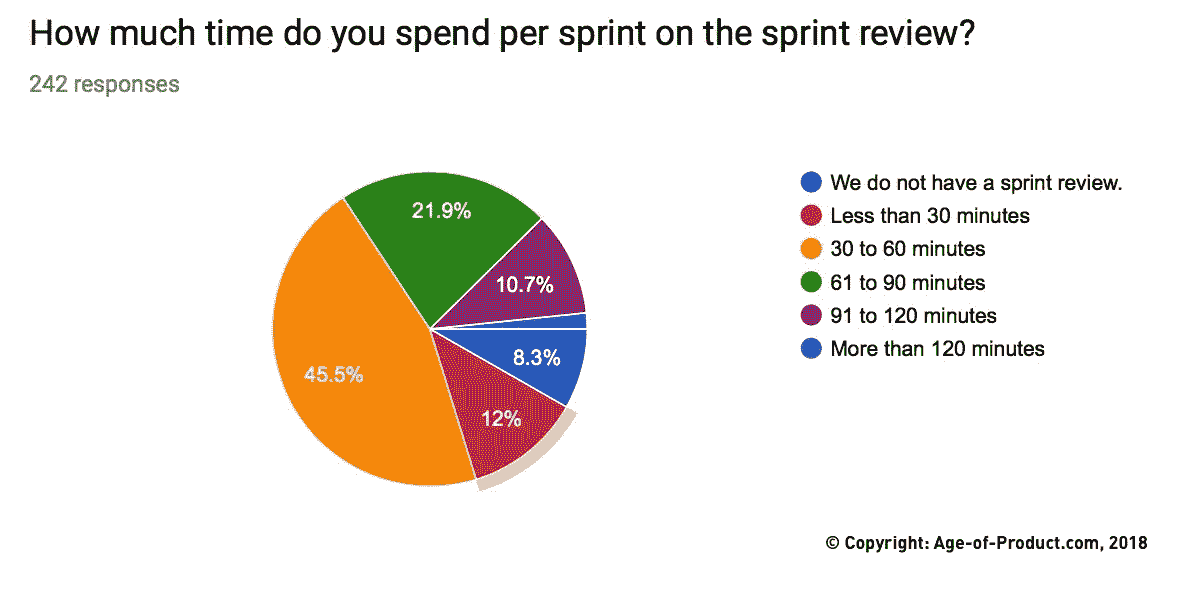 How much time do you spend per sprint on the sprint review?
242 responses
21.9%
10.7%
8.3%
12%
45.5%
We do not have a sprint review.
Less than 30 minutes
30 to 60 minutes
61 to 90 minutes
91 to 120 minutes
More than 120 minutes
© Copyright: Age-of-Product.com, 2018